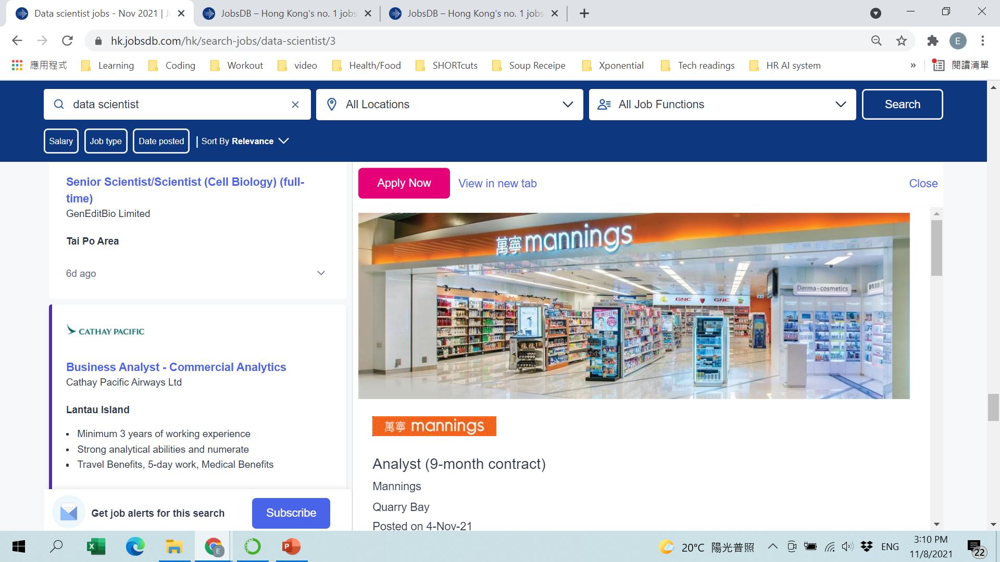 Data scientist jobs - Nov 2021 | Jo
JobsDB – Hong Kong's no. 1 jobs
JobsDB – Hong Kong's no. 1 jobs
hk.jobsdb.com/hk/search-jobs/data-scientist/3
E
應用程式
Learning
Coding
Workout
video
Health/Food
SHORTcuts
Soup Receipe
Xponential
Tech readings
HR AI system
»
閱讀清單
data scientist
All Locations
All Job Functions
Search
Salary
Job type
Date posted
Sort By Relevance
Senior Scientist/Scientist (Cell Biology) (full-
time)
GenEditBio Limited
Tai Po Area
6d ago
CATHAY PACIFIC
Business Analyst - Commercial Analytics
Cathay Pacific Airways Ltd
Lantau Island
• Minimum 3 years of working experience
• Strong analytical abilities and numerate
• Travel Benefits, 5-day work, Medical Benefits
Get job alerts for this search
Subscribe
Apply Now
View in new tab
Close
萬寧 mannings
Derma-cosmetics
GNC
GNC
萬寧 mannings
Analyst (9-month contract)
Mannings
Quarry Bay
Posted on 4-Nov-21
E
20°C 陽光普照
ENG
3:10 PM
11/8/2021
22